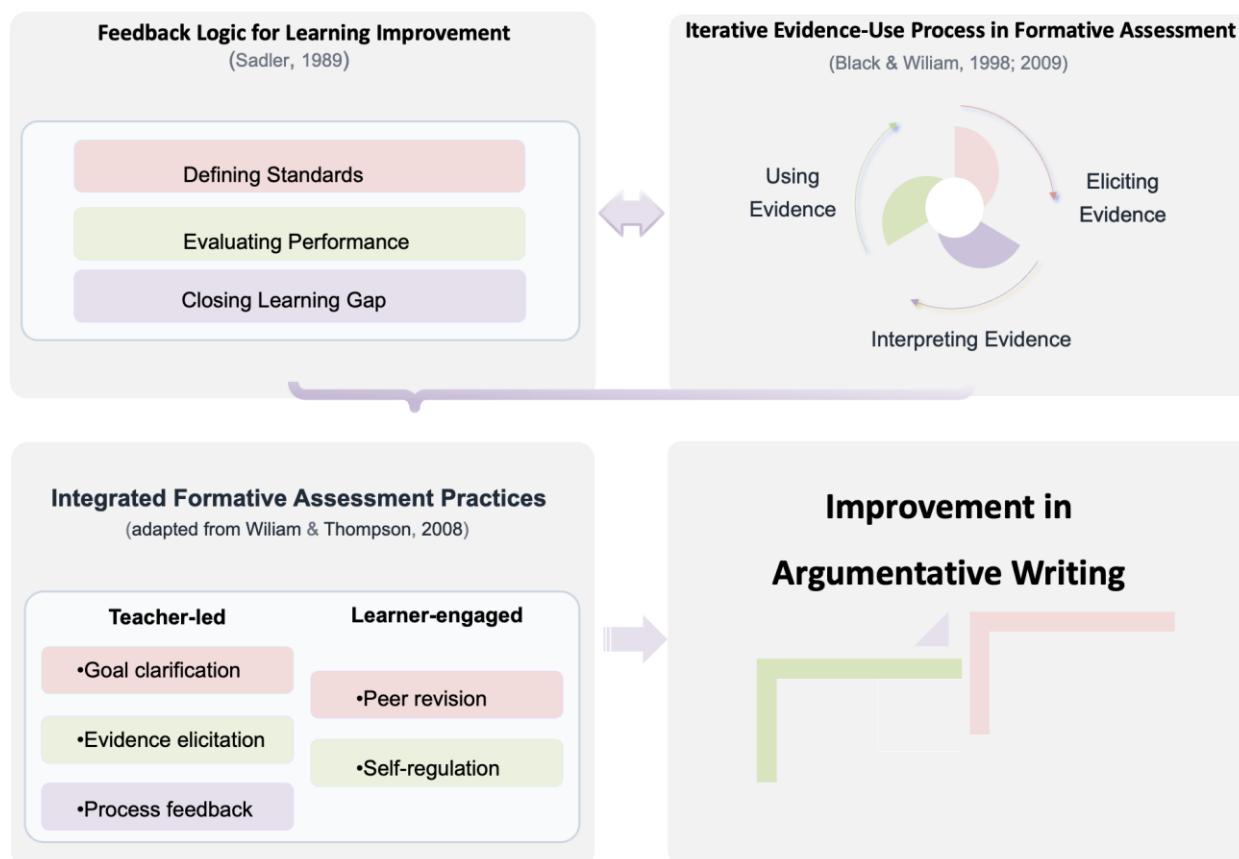 Feedback Logic for Learning Improvement
(Sadler, 1989)
Defining Standards
Evaluating Performance
Closing Learning Gap
Iterative Evidence-Use Process in Formative Assessment
(Black & Wiliam, 1998; 2009)
Using
Evidence
Eliciting
Evidence
Interpreting Evidence
Integrated Formative Assessment Practices
(adapted from Wiliam & Thompson, 2008)
Teacher-led
•Goal clarification
•Evidence elicitation
•Process feedback
Learner-engaged
•Peer revision
•Self-regulation
Improvement in
Argumentative Writing